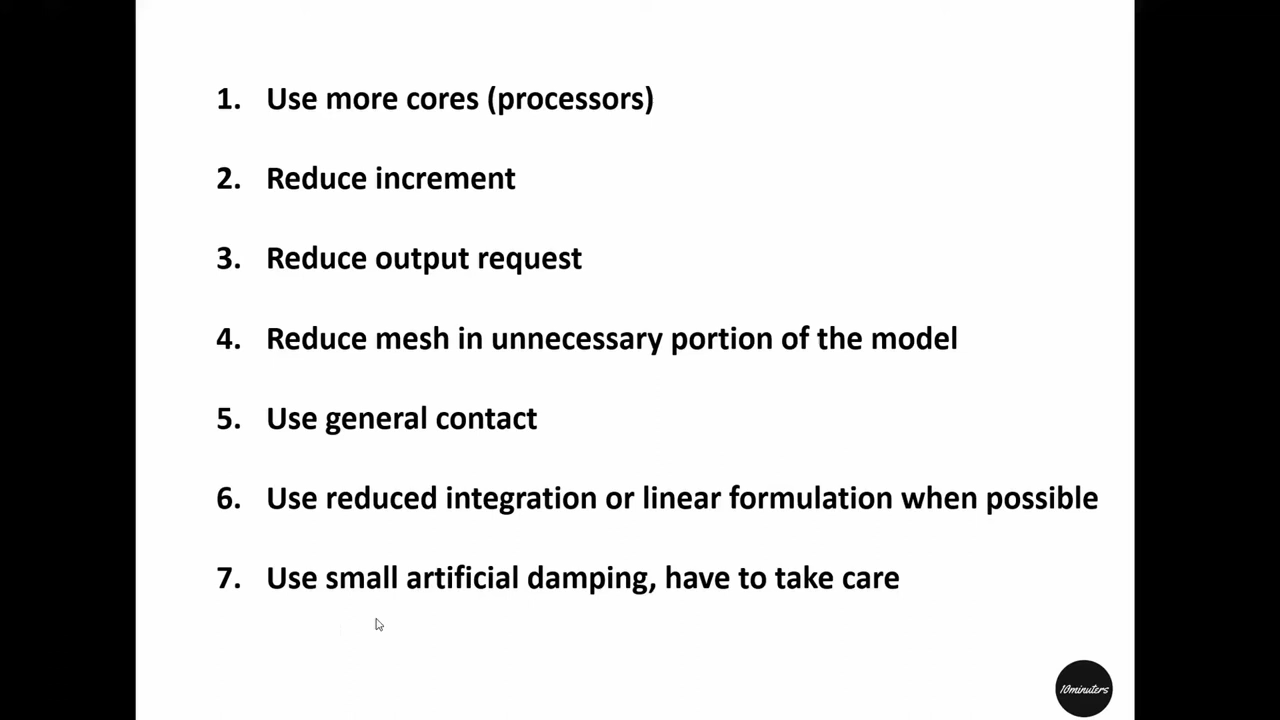 1. Use more cores (processors)
2. Reduce increment
3. Reduce output request
4. Reduce mesh in unnecessary portion of the model
5. Use general contact
6. Use reduced integration or linear formulation when possible
7. Use small artificial damping, have to take care
10minuters